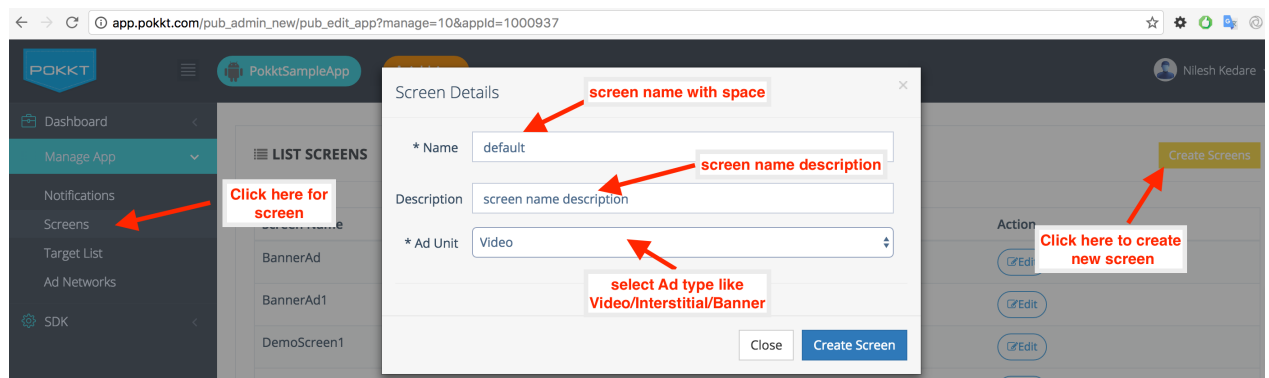 app.pokkt.com/pub_admin_new/pub_edit_app?manage=10&appId=1000937
POKKT
PokktSampleApp
Nilesh Kedare
Dashboard
Manage App
Notifications
Screens
Target List
Ad Networks
SDK
Click here for
screen
LIST SCREENS
Create Screens
Screen Name
Action
BannerAd
Edit
BannerAd1
Edit
DemoScreen1
Edit
Click here to create
new screen
Screen Details
×
screen name with space
* Name
default
screen name description
Description
screen name description
* Ad Unit
Video
select Ad type like
Video/Interstitial/Banner
Close
Create Screen